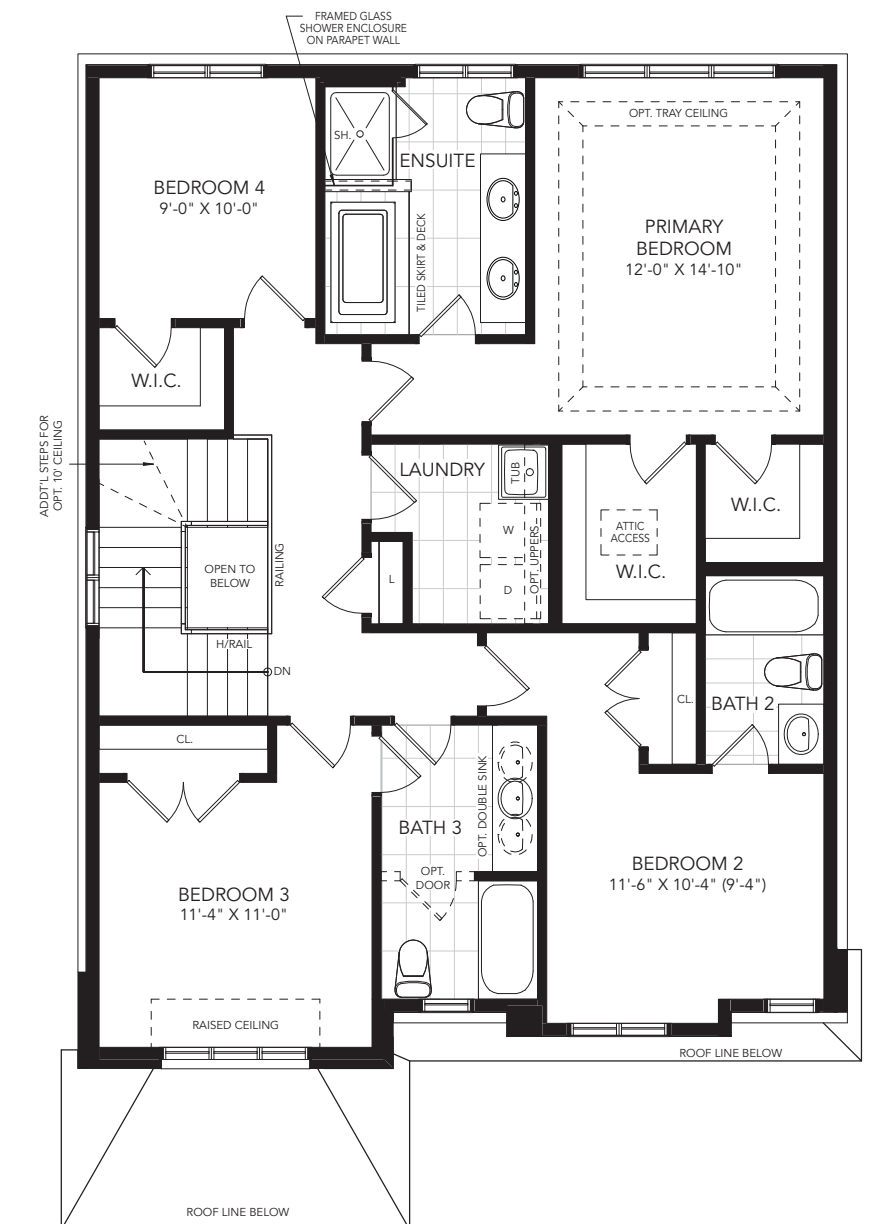 FRAMED GLASS
SHOWER ENCLOSURE
ON PARAPET WALL
OPT. TRAY CEILING
SH.
ENSUITE
BEDROOM 4
9'-0" X 10'-0"
TILED SKIRT & DECK
PRIMARY
BEDROOM
12'-0" X 14'-10"
W.I.C.
ADDT'L STEPS FOR
OPT. 10' CEILING
LAUNDRY
TUB
W
D
OPT. UPPERS
ATTIC
ACCESS
W.I.C.
W.I.C.
OPEN TO
BELOW
RAILING
L
H/RAIL
DN
CL.
CL.
BATH 2
OPT. DOUBLE SINK
BATH 3
OPT.
DOOR
BEDROOM 2
11'-6" X 10'-4" (9'-4")
BEDROOM 3
11'-4" X 11'-0"
RAISED CEILING
ROOF LINE BELOW
ROOF LINE BELOW